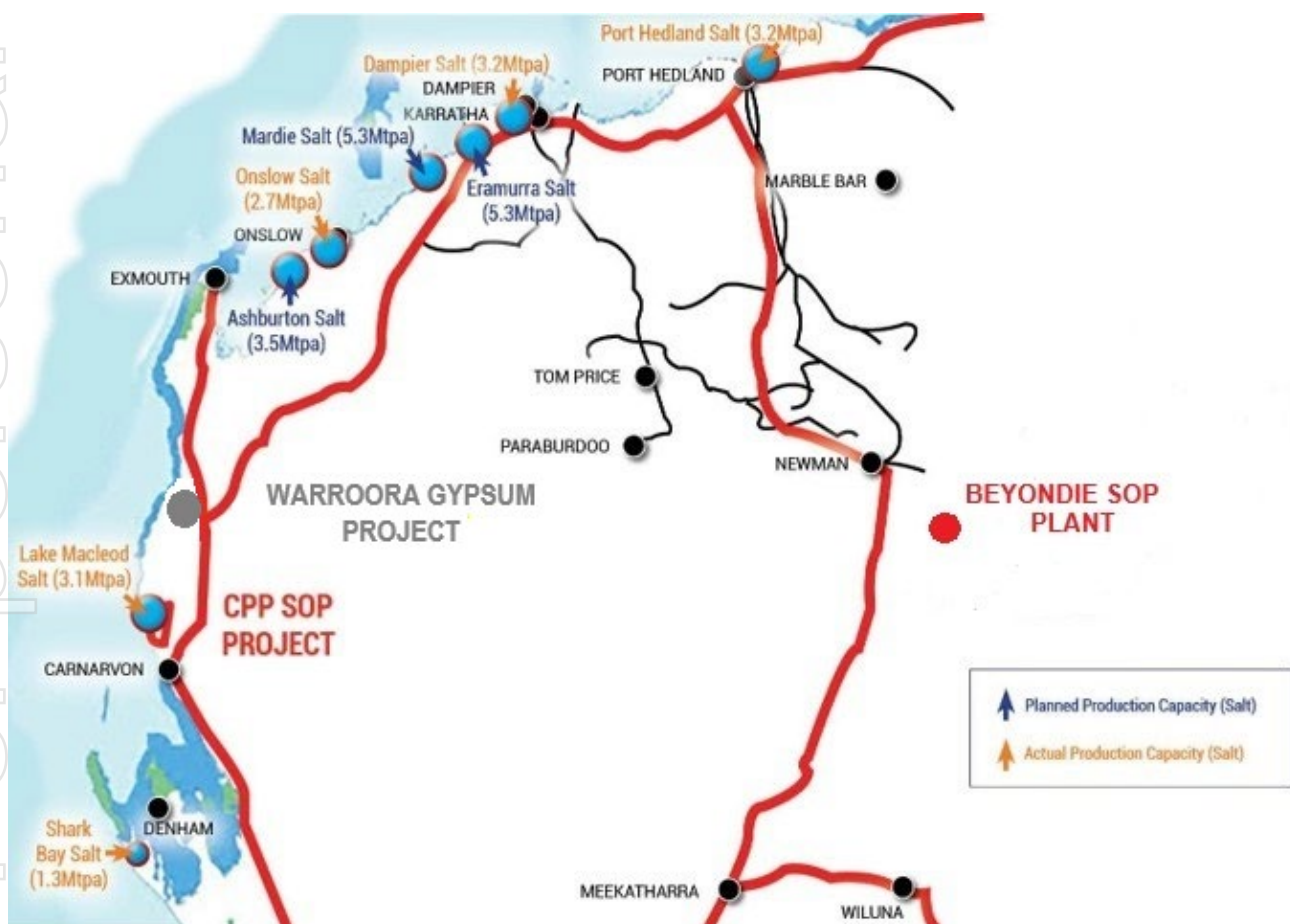 Port Hedland Salt (3.2Mtpa)
Dampier Salt (3.2Mtpa)
PORT HEDLAND
DAMPIER
KARRATHA
Mardie Salt (5.3Mtpa)
Onslow Salt
(2.7Mtpa)
Eramurra Salt
(5.3Mtpa)
MARBLE BAR
ONSLOW
EXMOUTH
Ashburton Salt
(3.5Mtpa)
TOM PRICE
PARABURDOO
NEWMAN
WARROORA GYPSUM
PROJECT
BEYONDIE SOP
PLANT
Lake Macleod
Salt (3.1Mtpa)
CPP SOP
PROJECT
CARNARVON
Planned Production Capacity (Salt)
Actual Production Capacity (Salt)
DENHAM
Shark
Bay Salt
(1.3Mtpa)
MEEKATHARRA
WILUNA